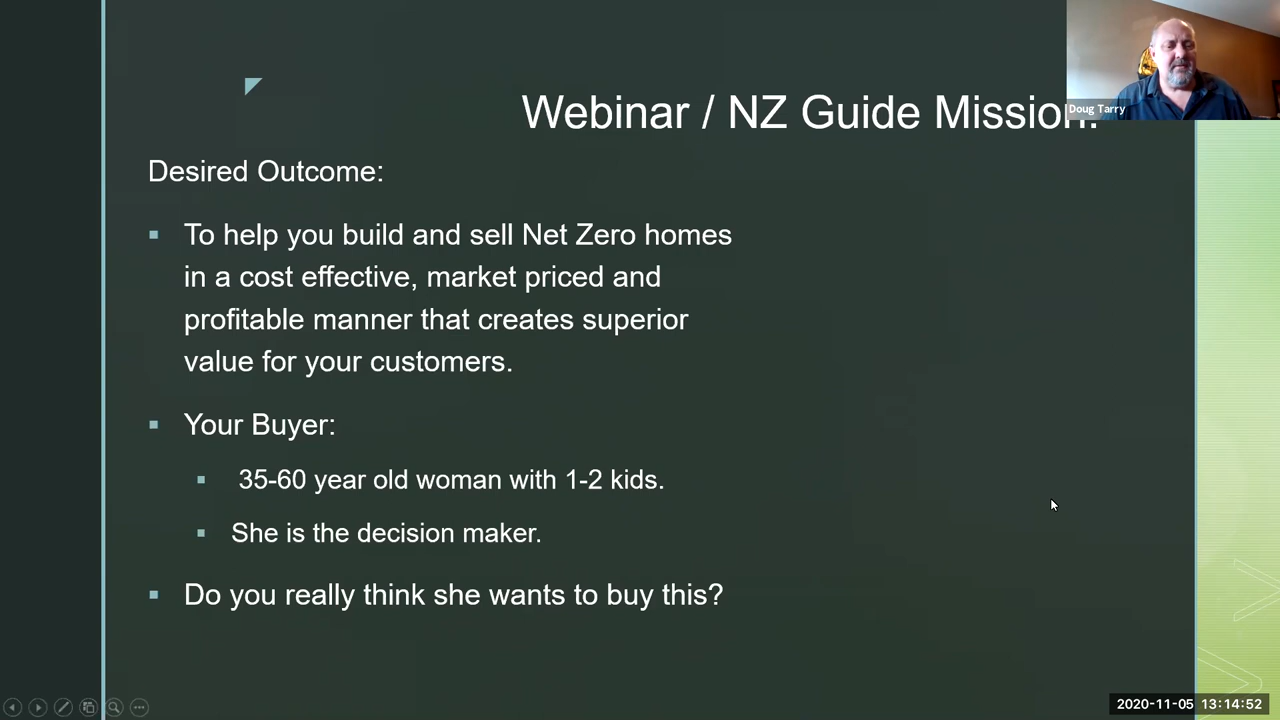 Webinar / NZ Guide Mission:
Doug Tarry
Desired Outcome:
To help you build and sell Net Zero homes
in a cost effective, market priced and
profitable manner that creates superior
value for your customers.
Your Buyer:
35-60 year old woman with 1-2 kids.
She is the decision maker.
Do you really think she wants to buy this?
2020-11-05 13:14:52